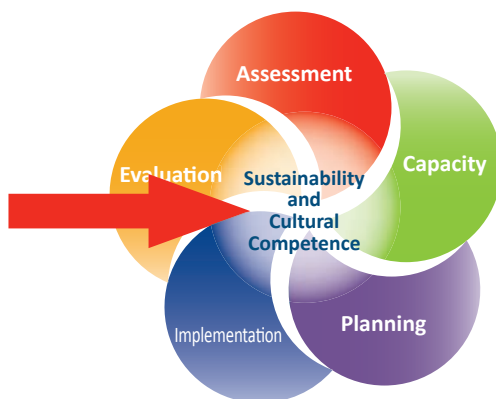 Assessment
Capacity
Evaluation
Sustainability
and
Cultural
Competence
Planning
Implementation